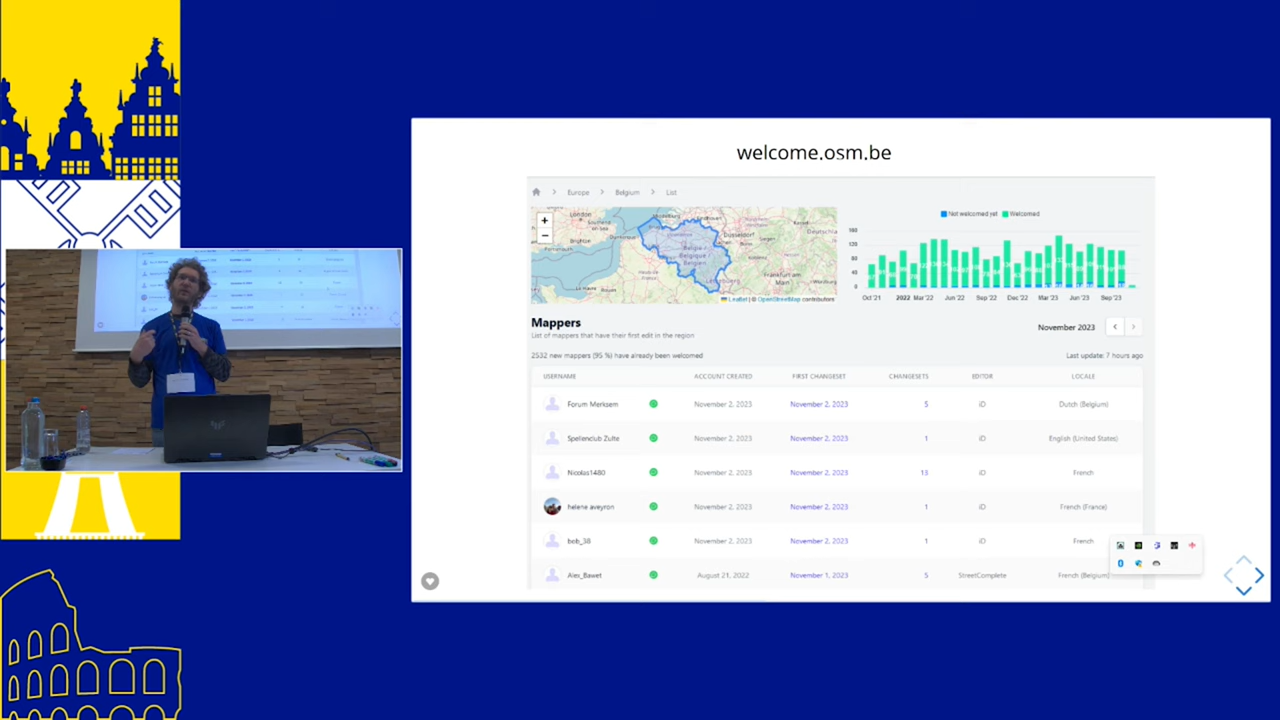 welcome.osm.be
Europe > Belgium > List
+
−
Leaflet | © OpenStreetMap contributors
Not welcomed yet Welcomed
160
120
80
40
0
Oct '21 2022 Mar '22 Jun '22 Sep '22 Dec '22 Mar '23 Jun '23 Sep '23
Mappers
List of mappers that have their first edit in the region
November 2023
2532 new mappers (95 %) have already been welcomed
Last update: 7 hours ago
USERNAME ACCOUNT CREATED FIRST CHANGESET CHANGESETS EDITOR LOCALE
Forum Merksem November 2, 2023 November 2, 2023 5 iD Dutch (Belgium)
Spellenclub Zulte November 2, 2023 November 2, 2023 1 iD English (United States)
Nicolas1480 November 2, 2023 November 2, 2023 13 iD French
helene aveyron November 2, 2023 November 2, 2023 1 iD French (France)
bob_38 November 2, 2023 November 2, 2023 1 iD French
Alex_Bawet August 21, 2022 November 1, 2023 5 StreetComplete French (Belgium)